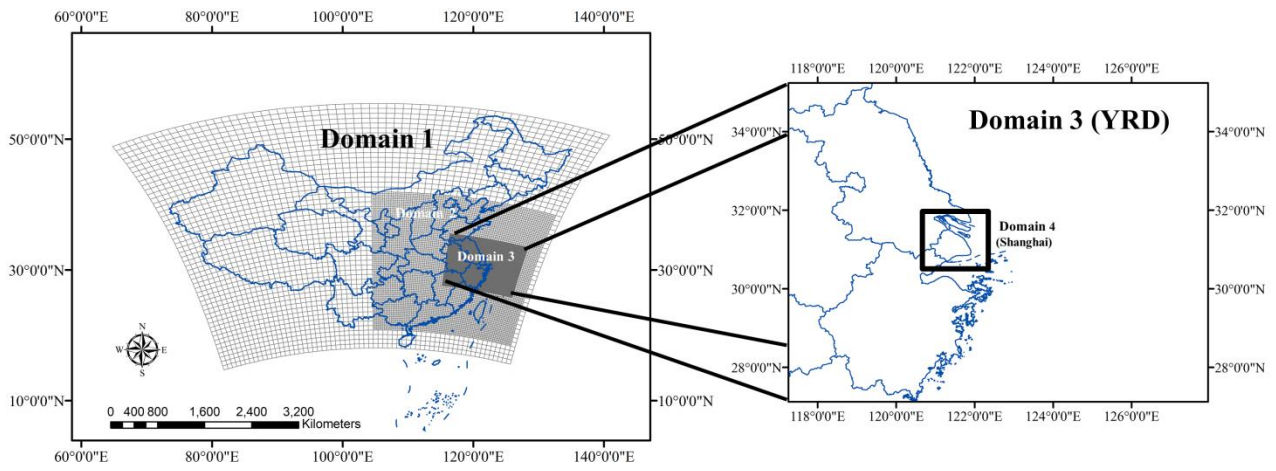 60°0'0"E 80°0'0"E 100°0'0"E 120°0'0"E 140°0'0"E
50°0'0"N
30°0'0"N
10°0'0"N
Domain 1
Domain 2
Domain 3
50°0'0"N
30°0'0"N
10°0'0"N
N
W E
S
0 400 800 1,600 2,400 3,200
Kilometers
60°0'0"E 80°0'0"E 100°0'0"E 120°0'0"E 140°0'0"E
118°0'0"E 120°0'0"E 122°0'0"E 124°0'0"E 126°0'0"E
Domain 3 (YRD)
34°0'0"N
32°0'0"N
30°0'0"N
28°0'0"N
Domain 4
(Shanghai)
34°0'0"N
32°0'0"N
30°0'0"N
28°0'0"N
118°0'0"E 120°0'0"E 122°0'0"E 124°0'0"E 126°0'0"E